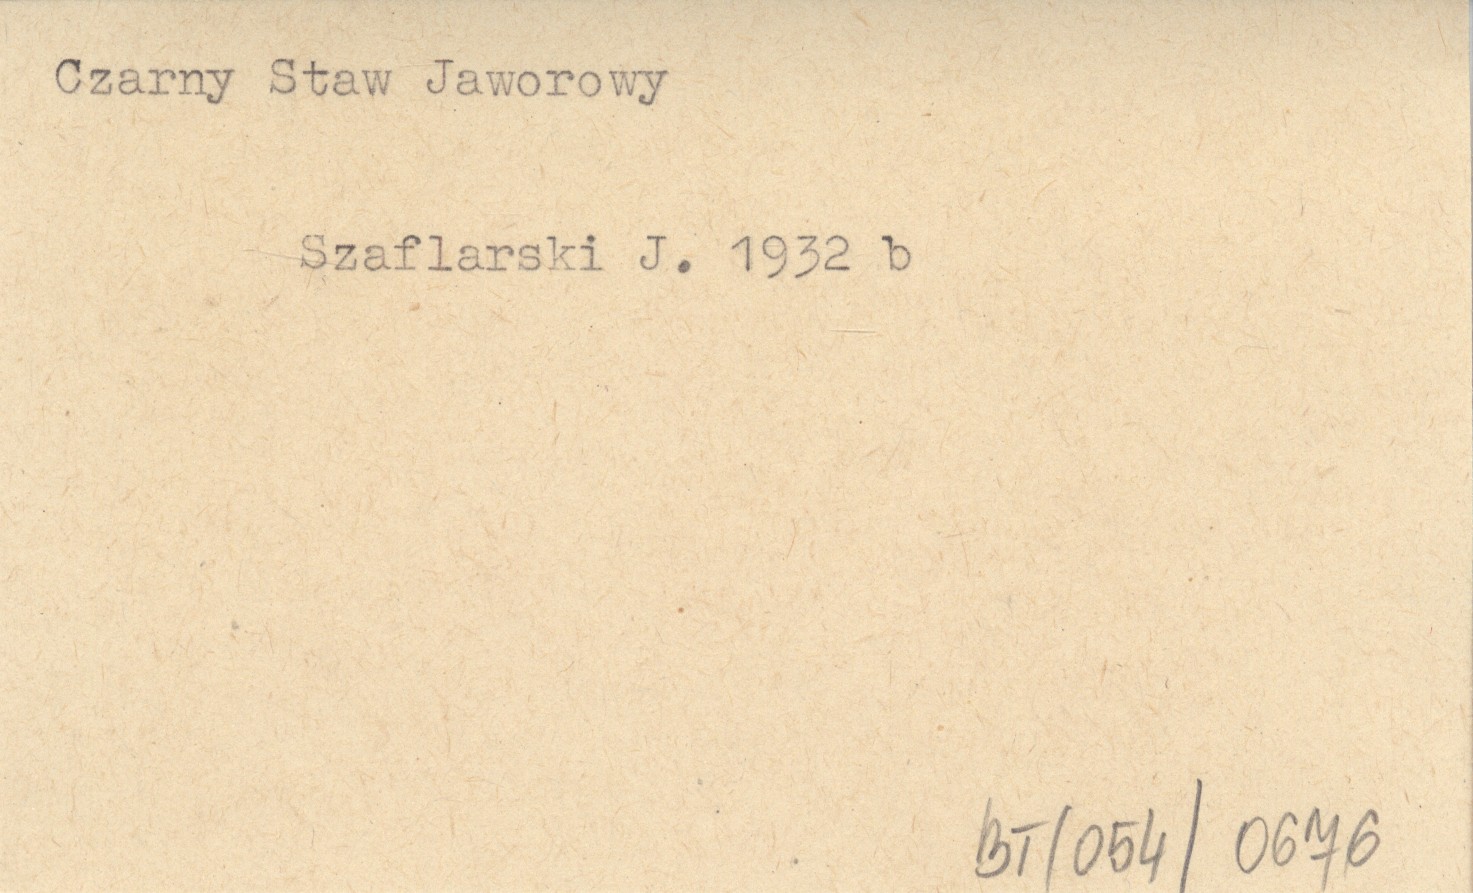 Czarny Staw Jaworowy
Szaflarski J. 1932 b
BT/054/0676